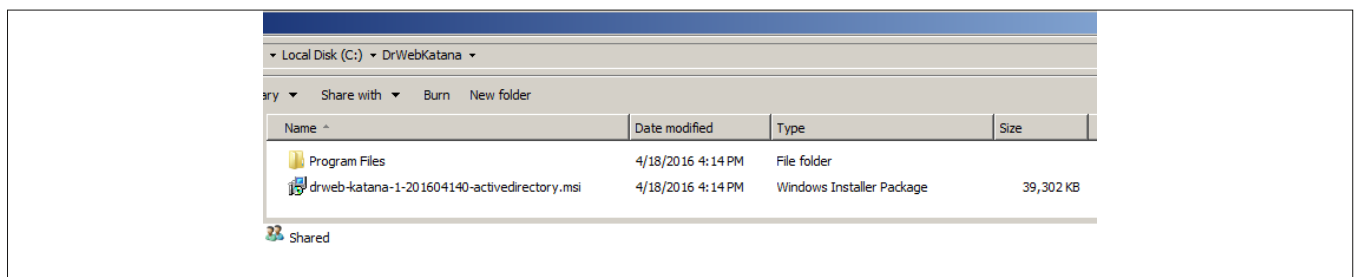 Local Disk (C:) DrWebKatana
ary Share with Burn New folder
Name Date modified Type Size
Program Files 4/18/2016 4:14 PM File folder
drweb-katana-1-201604140-activedirectory.msi 4/18/2016 4:14 PM Windows Installer Package 39,302 KB
Shared